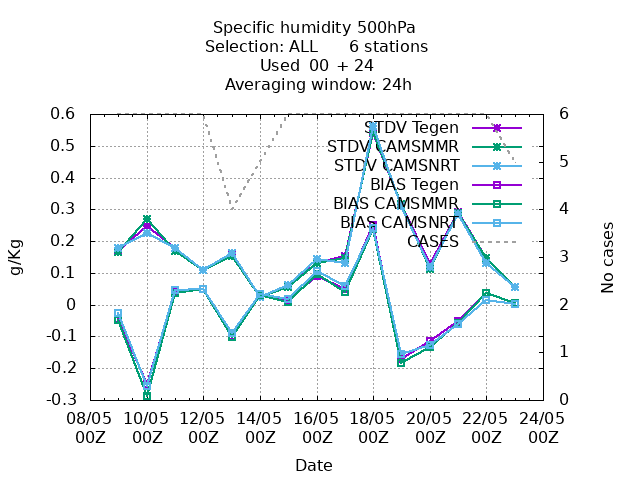 Specific humidity 500hPa
Selection: ALL 6 stations
Used 00 + 24
Averaging window: 24h
0.6
0.5
0.4
0.3
0.2
0.1
0
-0.1
-0.2
-0.3
g/Kg
STDV Tegen
STDV CAMSMMR
STDV CAMSNRT
BIAS Tegen
BIAS CAMSMMR
BIAS CAMSNRT
CASES
6
5
4
3
2
1
0
No cases
08/05 10/05 12/05 14/05 16/05 18/05 20/05 22/05 24/05
00Z 00Z 00Z 00Z 00Z 00Z 00Z 00Z 00Z
Date